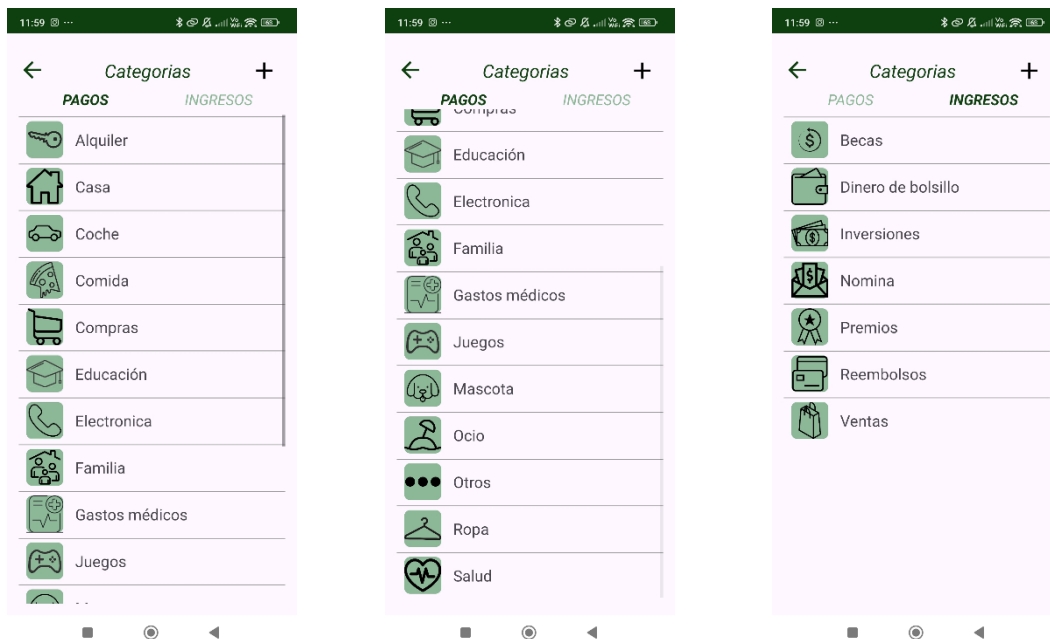 11:59
Categorias
PAGOS INGRESOS
Alquiler
Casa
Coche
Comida
Compras
Educación
Electronica
Familia
Gastos médicos
Juegos
11:59
Categorias
PAGOS INGRESOS
Compras
Educación
Electronica
Familia
Gastos médicos
Juegos
Mascota
Ocio
Otros
Ropa
Salud
11:59
Categorias
PAGOS INGRESOS
Becas
Dinero de bolsillo
Inversiones
Nomina
Premios
Reembolsos
Ventas